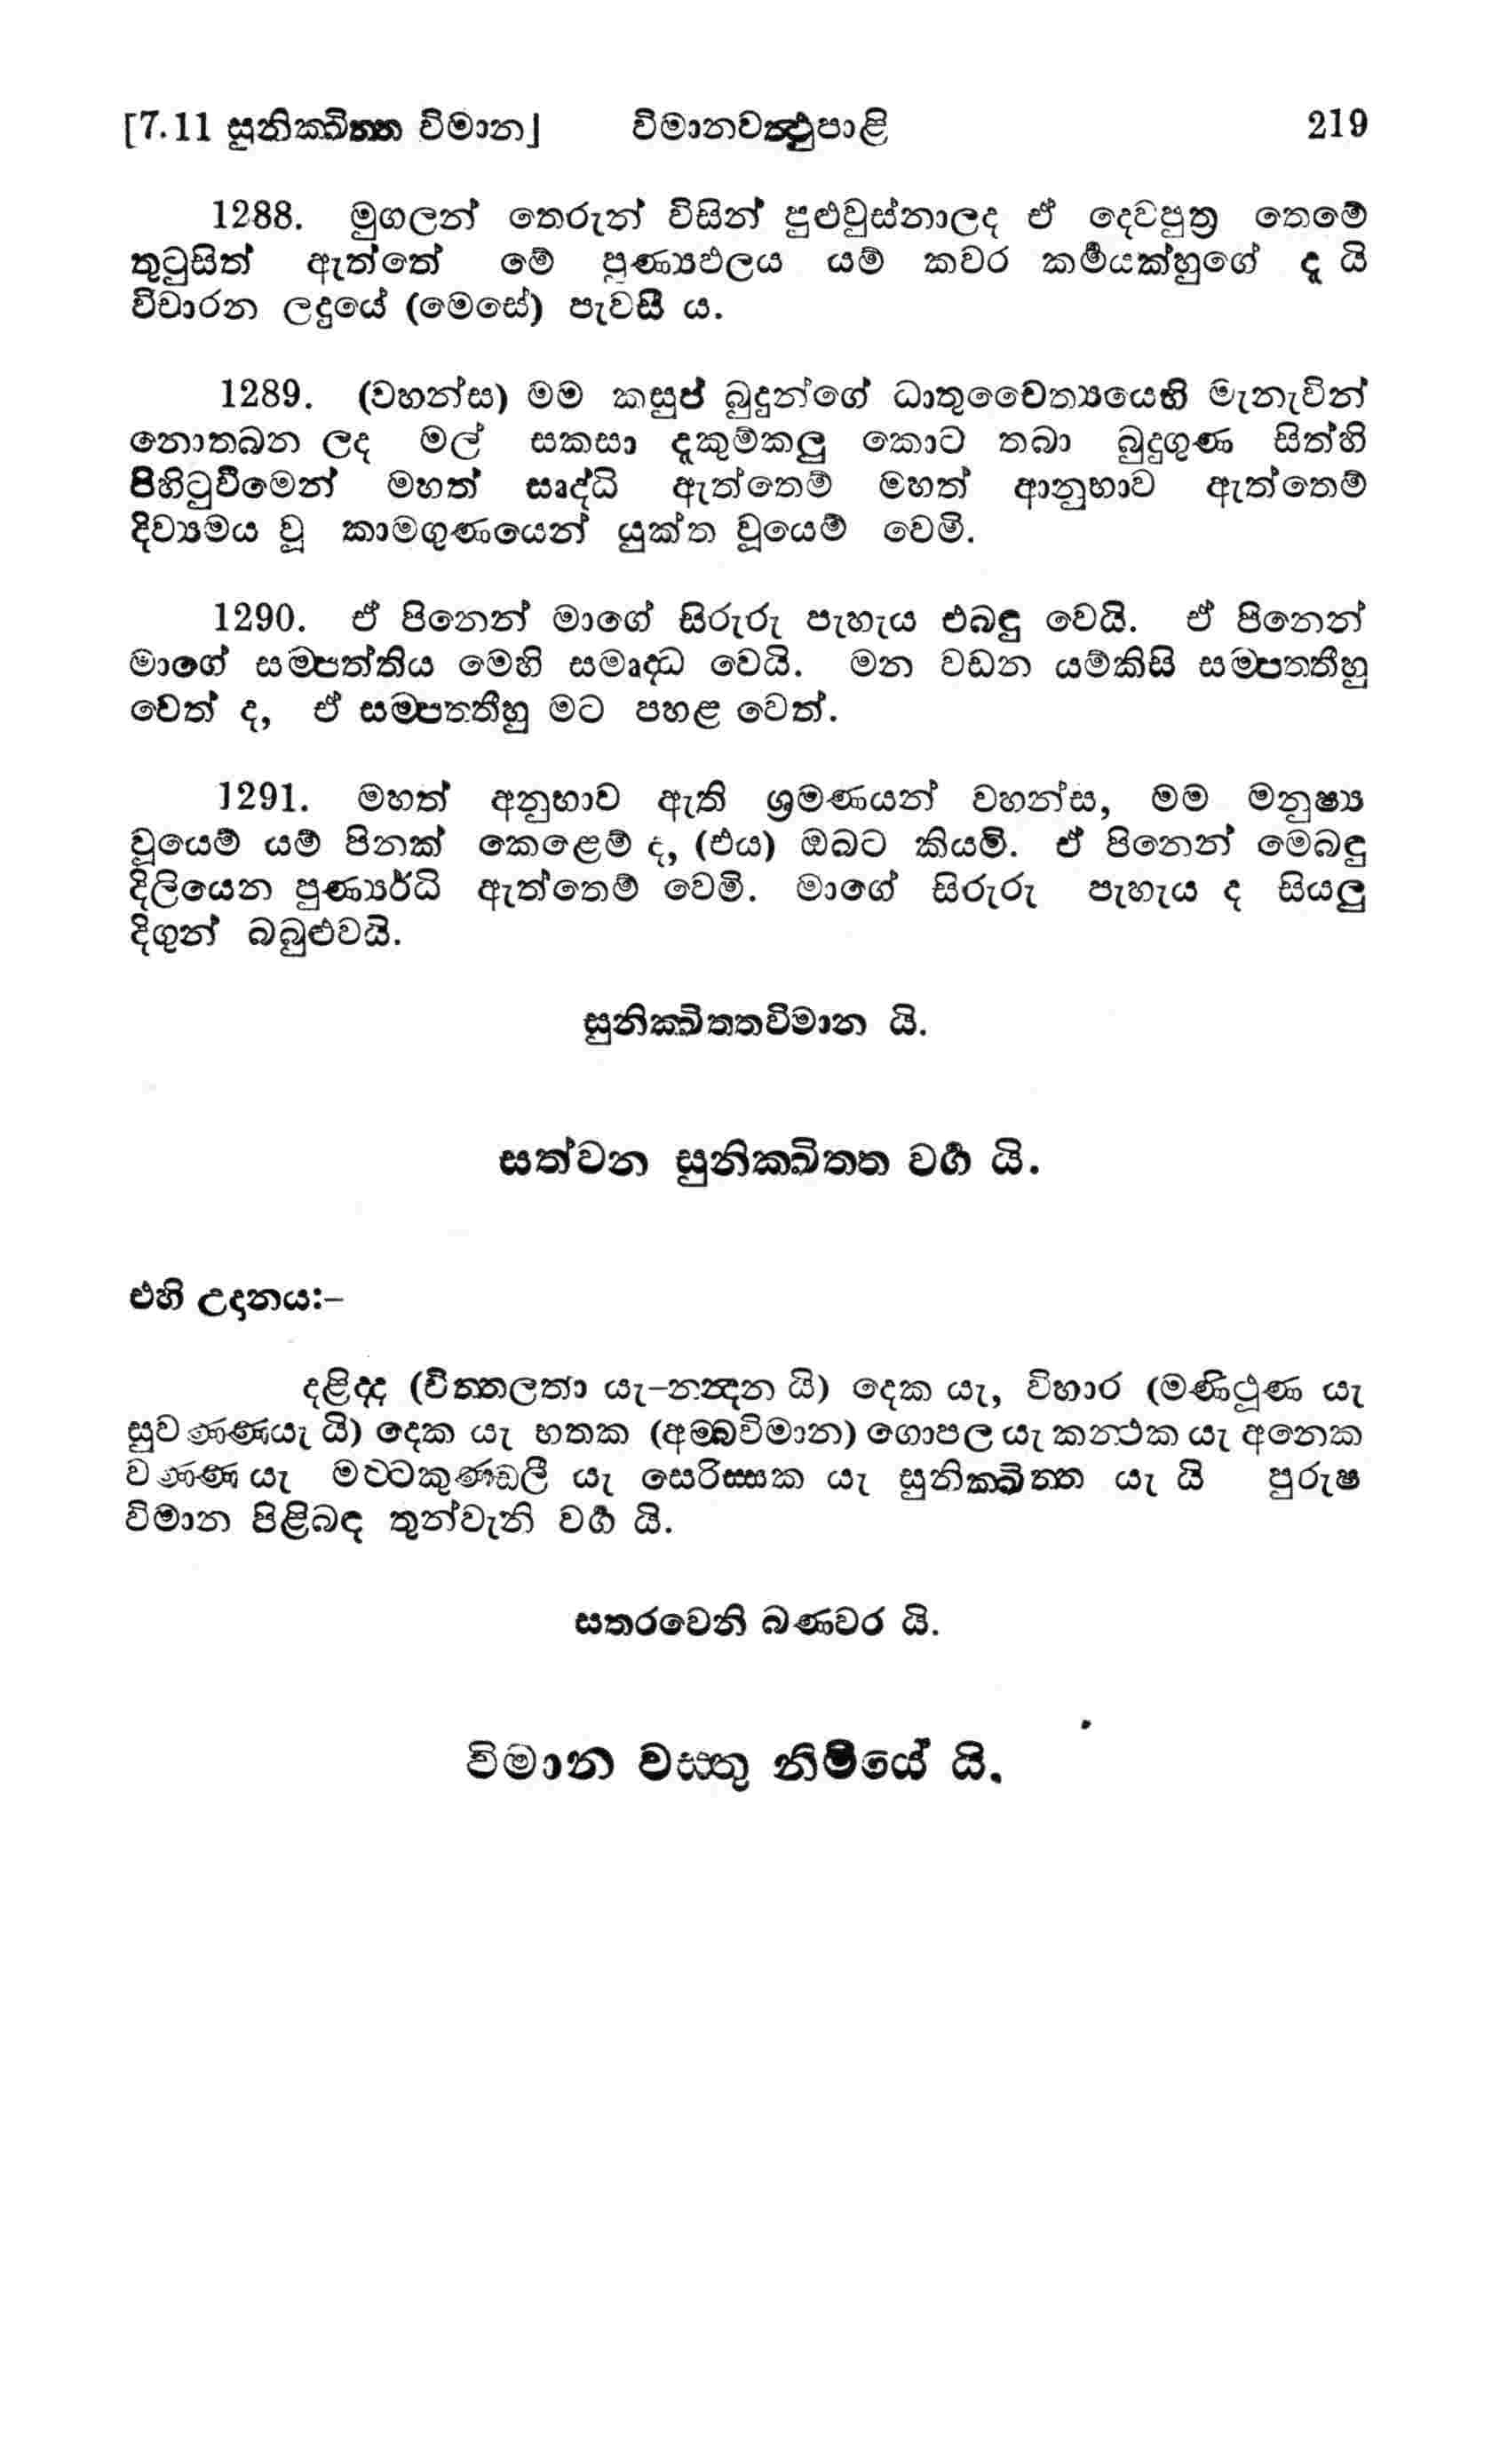 [7.11 සුනික්ඛිත්ත විමාන] විමානවත්ථුපාළි 219
1288. මුගලන් තෙරුන් විසින් පුළුවුස්නාලද ඒ දෙවපුත්‍ර තෙමේ
තුටුසිත් ඇත්තේ මේ පුණ්‍යඵලය යම් කවර කර්‍මයක්හුගේ දැ යි
විචාරන ලදුයේ (මෙසේ) පැවසී ය.
1289. (වහන්ස) මම කසුප් බුදුන්ගේ ධාතුචෛත්‍යයෙහි මැනැවින්
නොතබන ලද මල් සකසා දැකුම්කලු කොට තබා බුදුගුණ සිත්හි
පිහිටුවීමෙන් මහත් සෘද්ධි ඇත්තෙම් මහත් ආනුභාව ඇත්තෙම්
දිව්‍යමය වූ කාමගුණයෙන් යුක්ත වූයෙම් වෙමි.
1290. ඒ පිනෙන් මාගේ සිරුරු පැහැය එබඳු වෙයි. ඒ පිනෙන්
මාගේ සම්පත්තිය මෙහි සමෘද්ධ වෙයි. මන වඩන යම්කිසි සම්පත්තීහු
වෙත් ද, ඒ සම්පත්තීහු මට පහළ වෙත්.
1291. මහත් අනුභාව ඇති ශ්‍රමණයන් වහන්ස, මම මනුෂ්‍ය
වූයෙම් යම් පිනක් කෙළෙම් ද, (එය) ඔබට කියමි. ඒ පිනෙන් මෙබඳු
දිලියෙන පුණ්‍යර්ධි ඇත්තෙම් වෙමි. මාගේ සිරුරු පැහැය ද සියලු
දිගුන් බබුළුවයි.
සුනික්ඛිත්තවිමාන යි.
සත්වන සුනික්ඛිත්ත වර්‍ග යි.
එහි උදානය:–
දළිද්ද (චිත්තලතා යැ–නන්දන යි) දෙක යැ, විහාර (මණිථූණ යැ
සුවණ්ණයැ යි) දෙක යැ භතක (අම්බවිමාන) ගොපල යැ කන්ථක යැ අනෙක
වණ්ණ යැ මට්ටකුණ්ඩලී යැ සෙරිස්සක යැ සුනික්ඛිත්ත යැ යි පුරුෂ
විමාන පිළිබඳ තුන්වැනි වර්‍ග යි.
සතරවෙනි බණවර යි.
විමාන වස්තු නිමියේ යි.